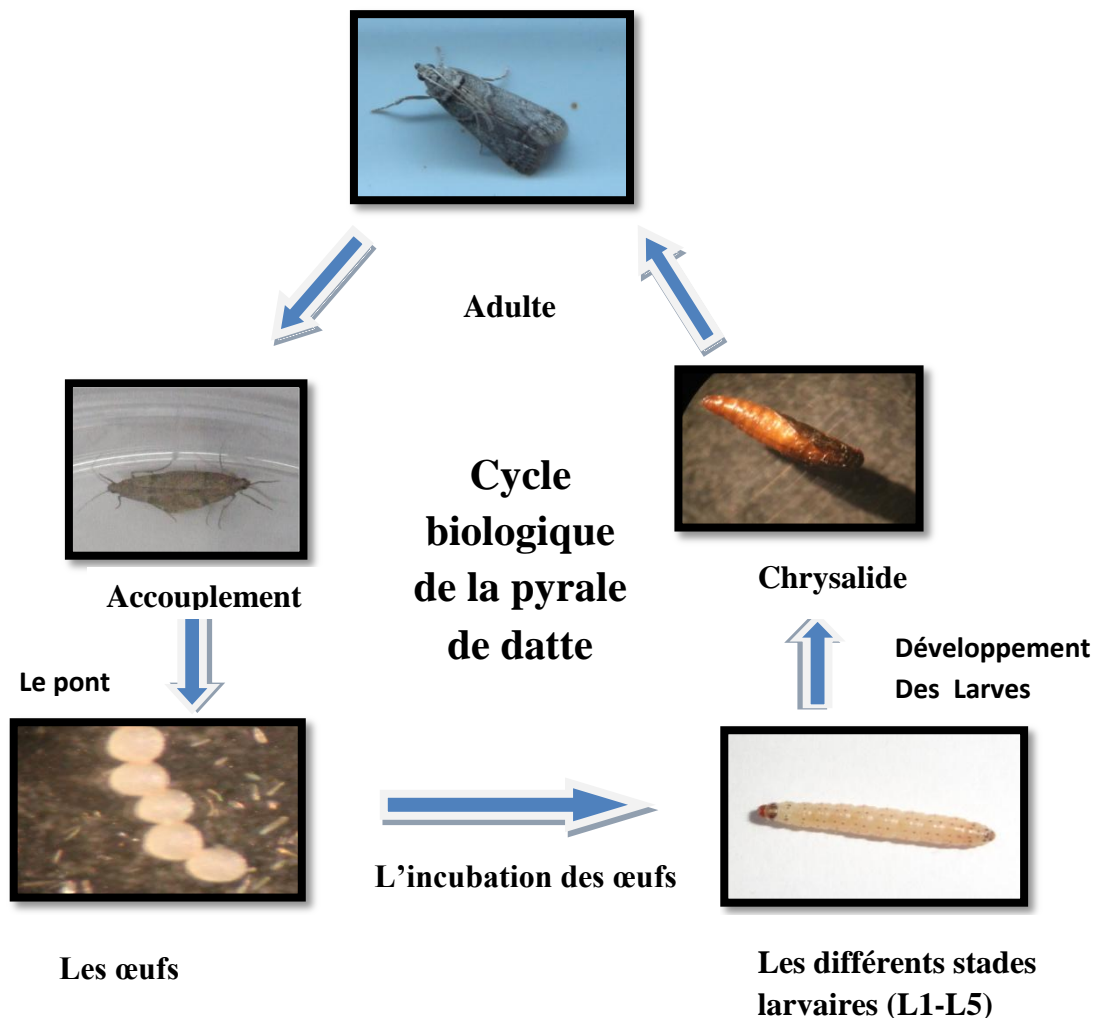 Adulte
Cycle
biologique
de la pyrale
de datte
Accouplement
Chrysalide
Le pont
Développement
Des Larves
L'incubation des œufs
Les œufs
Les différents stades
larvaires (L1-L5)